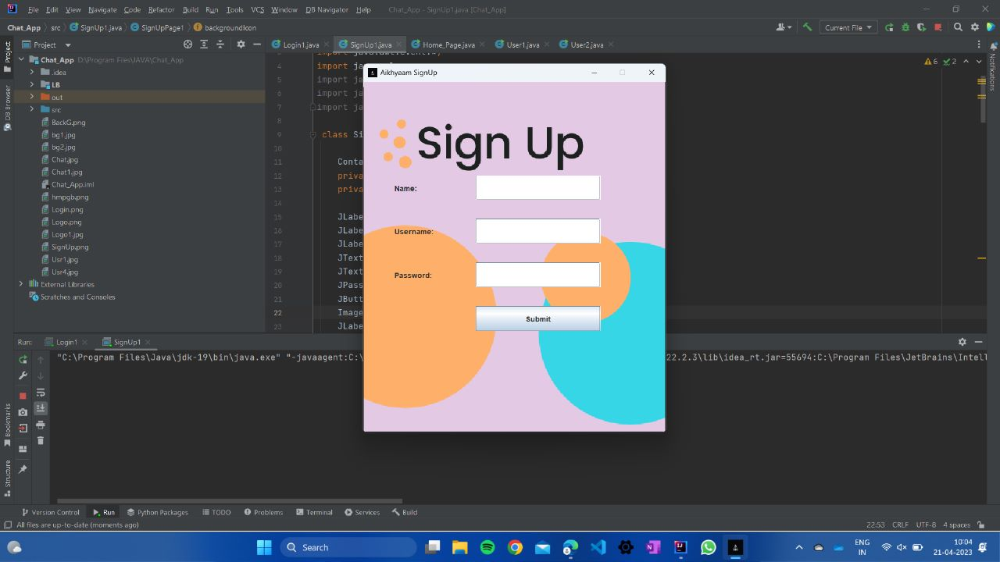 File Edit View Navigate Code Refactor Build Run Tools VCS Window DB Navigator Help Chat_App - SignUp1.java [Chat_App]
Chat_App src SignUp1.java SignUpPage1 backgroundIcon Current File
Project Login1.java SignUp1.java Home_Page.java User1.java User2.java
Chat_App D:\Program Files\JAVA\Chat_App
.idea
LB
out
src
BackG.png
bg1.jpg
bg2.jpg
Chat.jpg
Chat1.jpg
Chat_App.iml
hmpgb.png
Login.png
Logo.png
Logo1.jpg
SignUp.png
Usr1.jpg
Usr4.jpg
External Libraries
Scratches and Consoles
Project
DB Browser
Bookmarks
Structure
Notifications
6 2
4 import ja
5 import ja
6 import ja
7 import ja
8
9 class Si
10
11 Conta
12 priva
13 priva
14
15 JLabe
16 JLabe
17 JLabe
18 JText
19 JText
20 JPass
21 JButt
22 Image
23 JLabe
Aikhyaam SignUp
Sign Up
Name:
Username:
Password:
Submit
Run: Login1 SignUp1
"C:\Program Files\Java\jdk-19\bin\java.exe" "-javaagent:C:\ 22.2.3\lib\idea_rt.jar=55694:C:\Program Files\JetBrains\Intell
Version Control Run Python Packages TODO Problems Terminal Services Build
All files are up-to-date (moments ago) 22:53 CRLF UTF-8 4 spaces
Search
ENG
IN
10:04
21-04-2023